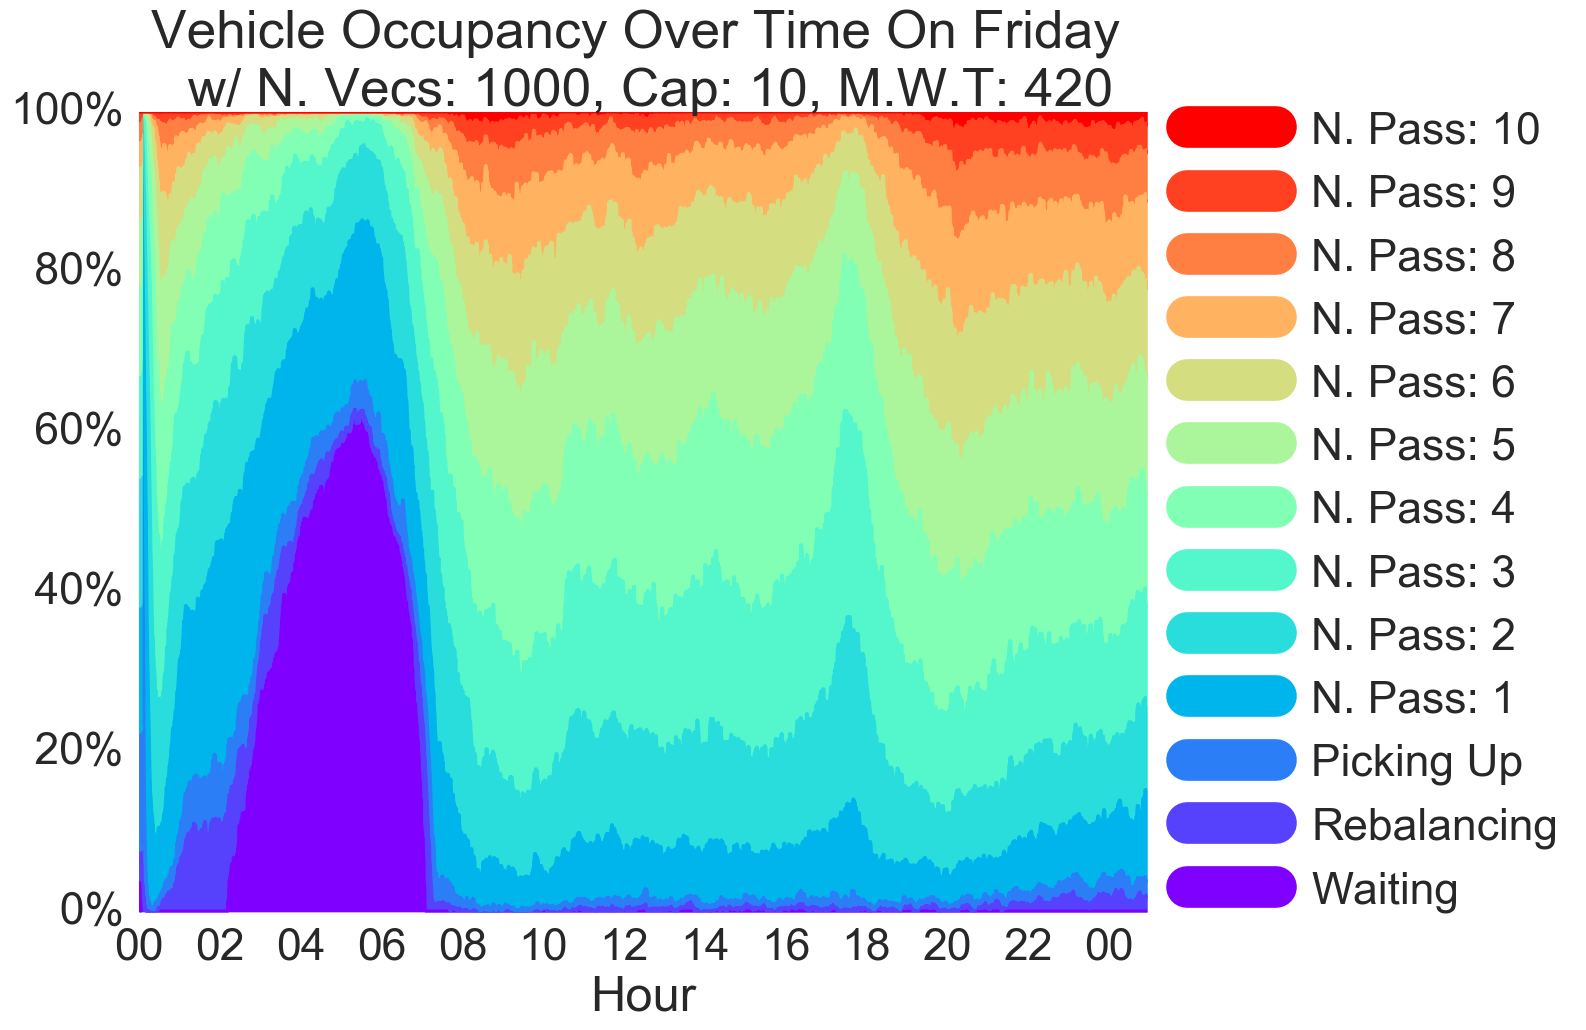 Vehicle Occupancy Over Time On Friday
w/ N. Vecs: 1000, Cap: 10, M.W.T: 420
100%
80%
60%
40%
20%
0%
00 02 04 06 08 10 12 14 16 18 20 22 00
Hour
N. Pass: 10
N. Pass: 9
N. Pass: 8
N. Pass: 7
N. Pass: 6
N. Pass: 5
N. Pass: 4
N. Pass: 3
N. Pass: 2
N. Pass: 1
Picking Up
Rebalancing
Waiting